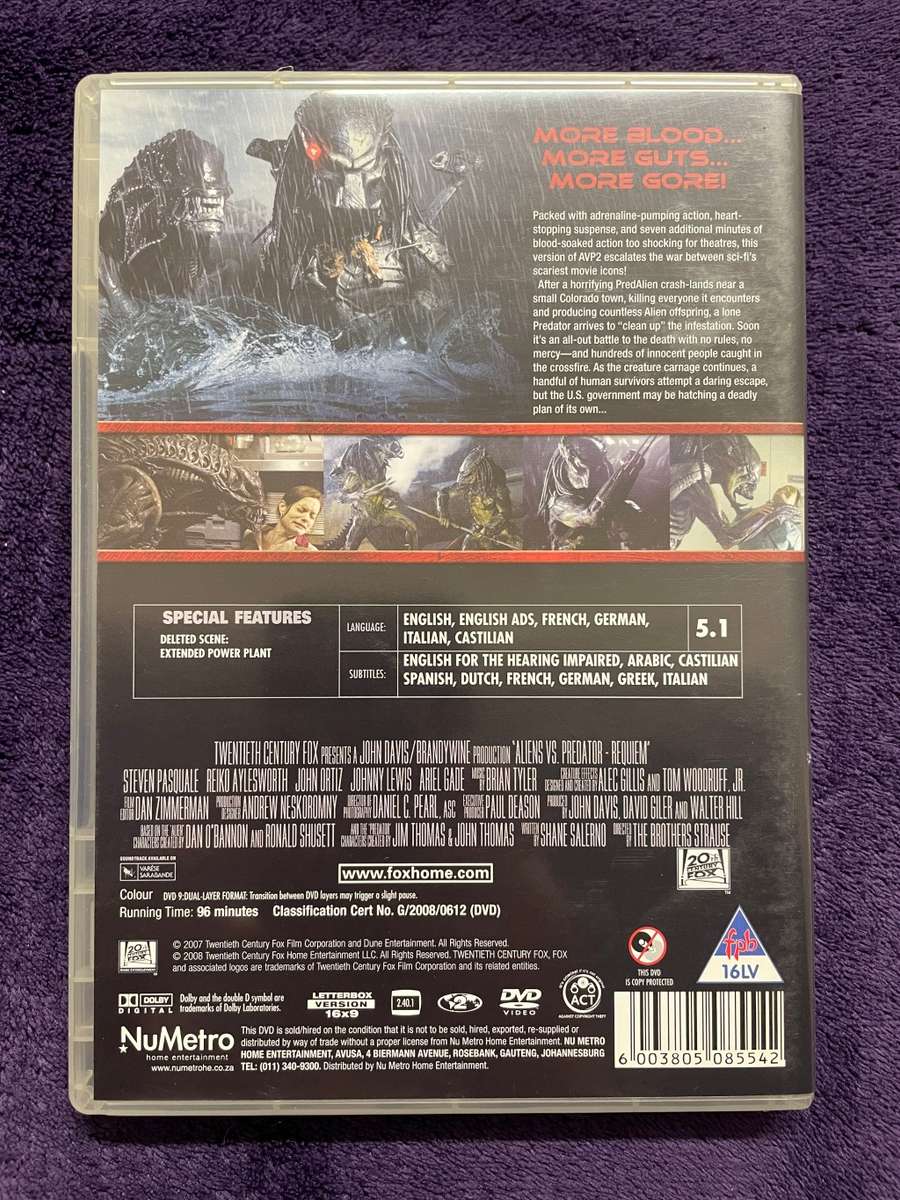 MORE BLOOD...
MORE GUTS...
MORE GORE!
Packed with adrenaline-pumping action, heart-
stopping suspense, and seven additional minutes of
blood-soaked action too shocking for theatres, this
version of AVP2 escalates the war between sci-fi's
scariest movie icons!
After a horrifying PredAlien crash-lands near a
small Colorado town, killing everyone it encounters
and producing countless Alien offspring, a lone
Predator arrives to “clean up” the infestation. Soon
it's an all-out battle to the death with no rules, no
mercy—and hundreds of innocent people caught in
the crossfire. As the creature carnage continues, a
handful of human survivors attempt a daring escape,
but the U.S. government may be hatching a deadly
plan of its own...
SPECIAL FEATURES
DELETED SCENE:
EXTENDED POWER PLANT
LANGUAGE:
ENGLISH, ENGLISH ADS, FRENCH, GERMAN,
ITALIAN, CASTILIAN
5.1
SUBTITLES:
ENGLISH FOR THE HEARING IMPAIRED, ARABIC, CASTILIAN
SPANISH, DUTCH, FRENCH, GERMAN, GREEK, ITALIAN
TWENTIETH CENTURY FOX PRESENTS A JOHN DAVIS/BRANDYWINE PRODUCTION "ALIENS VS. PREDATOR - REQUIEM"
STEVEN PASQUALE REIKO AYLESWORTH JOHN ORTIZ JOHNNY LEWIS ARIEL GADE MUSIC BY BRIAN TYLER CREATURE EFFECTS DESIGNED AND CREATED BY ALEC GILLIS AND TOM WOODRUFF, JR.
FILM EDITOR DAN ZIMMERMAN PRODUCTION DESIGNER ANDREW NESKOROMNY DIRECTOR OF PHOTOGRAPHY DANIEL C. PEARL, ASC EXECUTIVE PRODUCER PAUL DEASON PRODUCED BY JOHN DAVIS, DAVID GILER AND WALTER HILL
BASED ON THE "ALIEN" CHARACTERS CREATED BY DAN O'BANNON AND RONALD SHUSETT AND THE "PREDATOR" CHARACTERS CREATED BY JIM THOMAS & JOHN THOMAS WRITTEN BY SHANE SALERNO DIRECTED BY THE BROTHERS STRAUSE
SOUNDTRACK AVAILABLE ON
VARÈSE
SARABANDE
www.foxhome.com
20TH
CENTURY
FOX
TM
Colour DVD 9:DUAL-LAYER FORMAT: Transition between DVD layers may trigger a slight pause.
Running Time: 96 minutes Classification Cert No. G/2008/0612 (DVD)
© 2007 Twentieth Century Fox Film Corporation and Dune Entertainment. All Rights Reserved.
© 2008 Twentieth Century Fox Home Entertainment LLC. All Rights Reserved. TWENTIETH CENTURY FOX, FOX
and associated logos are trademarks of Twentieth Century Fox Film Corporation and its related entities.
THIS DVD
IS COPY PROTECTED
fpb
16LV
DOLBY
DIGITAL
Dolby and the double D symbol are
trademarks of Dolby Laboratories.
LETTERBOX
VERSION
16x9
2.40:1
2
DVD
VIDEO
ACT
AGAINST COPYRIGHT THEFT
NuMetro
home entertainment
www.numetrohe.co.za
This DVD is sold/hired on the condition that it is not to be sold, hired, exported, re-supplied or
distributed by way of trade without a proper license from Nu Metro Home Entertainment. NU METRO
HOME ENTERTAINMENT, AVUSA, 4 BIERMANN AVENUE, ROSEBANK, GAUTENG, JOHANNESBURG
TEL: (011) 340-9300. Distributed by Nu Metro Home Entertainment.
6 003805 085542